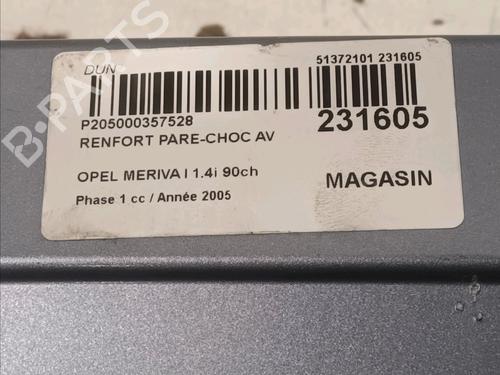 DUN
51372101 231605
P205000357528
231605
RENFORT PARE-CHOC AV
OPEL MERIVA I 1.4i 90ch
MAGASIN
Phase 1 cc / Année 2005
B-PARTS